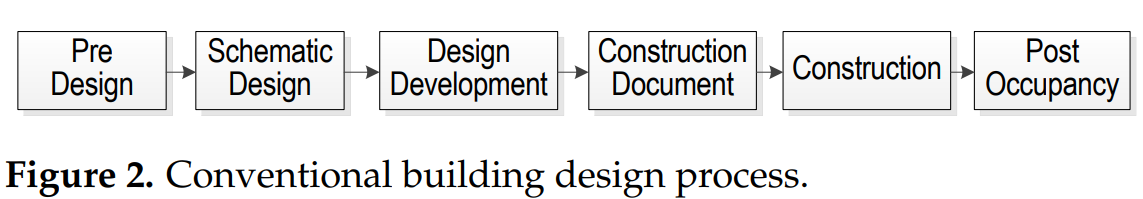 Pre
Design
Schematic
Design
Design
Development
Construction
Document
Construction
Post
Occupancy
Figure 2. Conventional building design process.